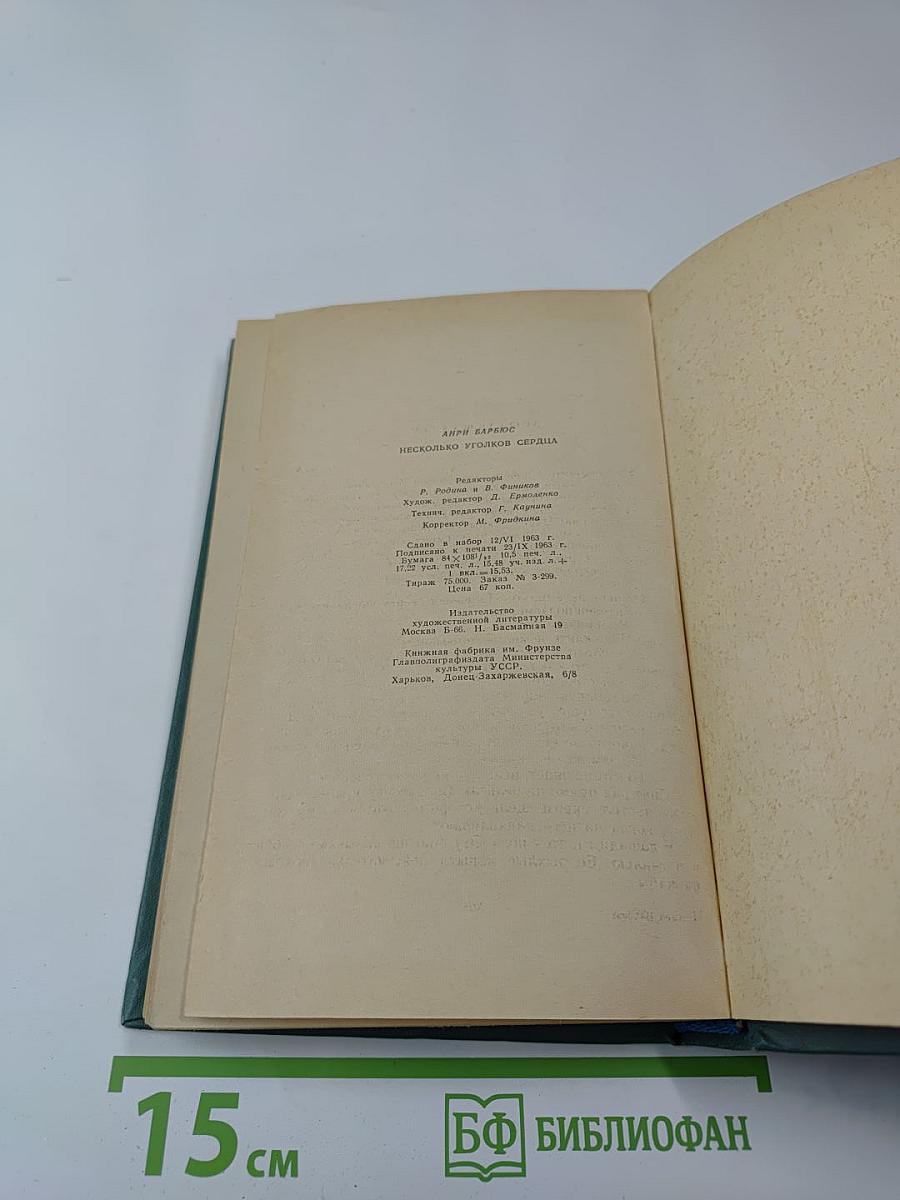 АНРИ БАРБЮС
НЕСКОЛЬКО УГОЛКОВ СЕРДЦА
Редакторы
Р. Родина и В. Фиников
Худож. редактор Д. Ермоленко
Технич. редактор Г. Каунина
Корректор М. Фридкина
Сдано в набор 12/VI 1963 г.
Подписано к печати 23/IX 1963 г.
Бумага 84×108¹/₃₂ 10,5 печ. л.,
17,22 усл. печ. л., 15,48 уч. изд. л.+
1 вкл.=15,53.
Тираж 75.000. Заказ № 3-299.
Цена 67 коп.
Издательство
художественной литературы
Москва Б-66. Н. Басманная 19
Книжная фабрика им. Фрунзе
Главполиграфиздата Министерства
культуры УССР.
Харьков, Донец-Захаржевская, 6/8
15 см
БФ БИБЛИОФАН